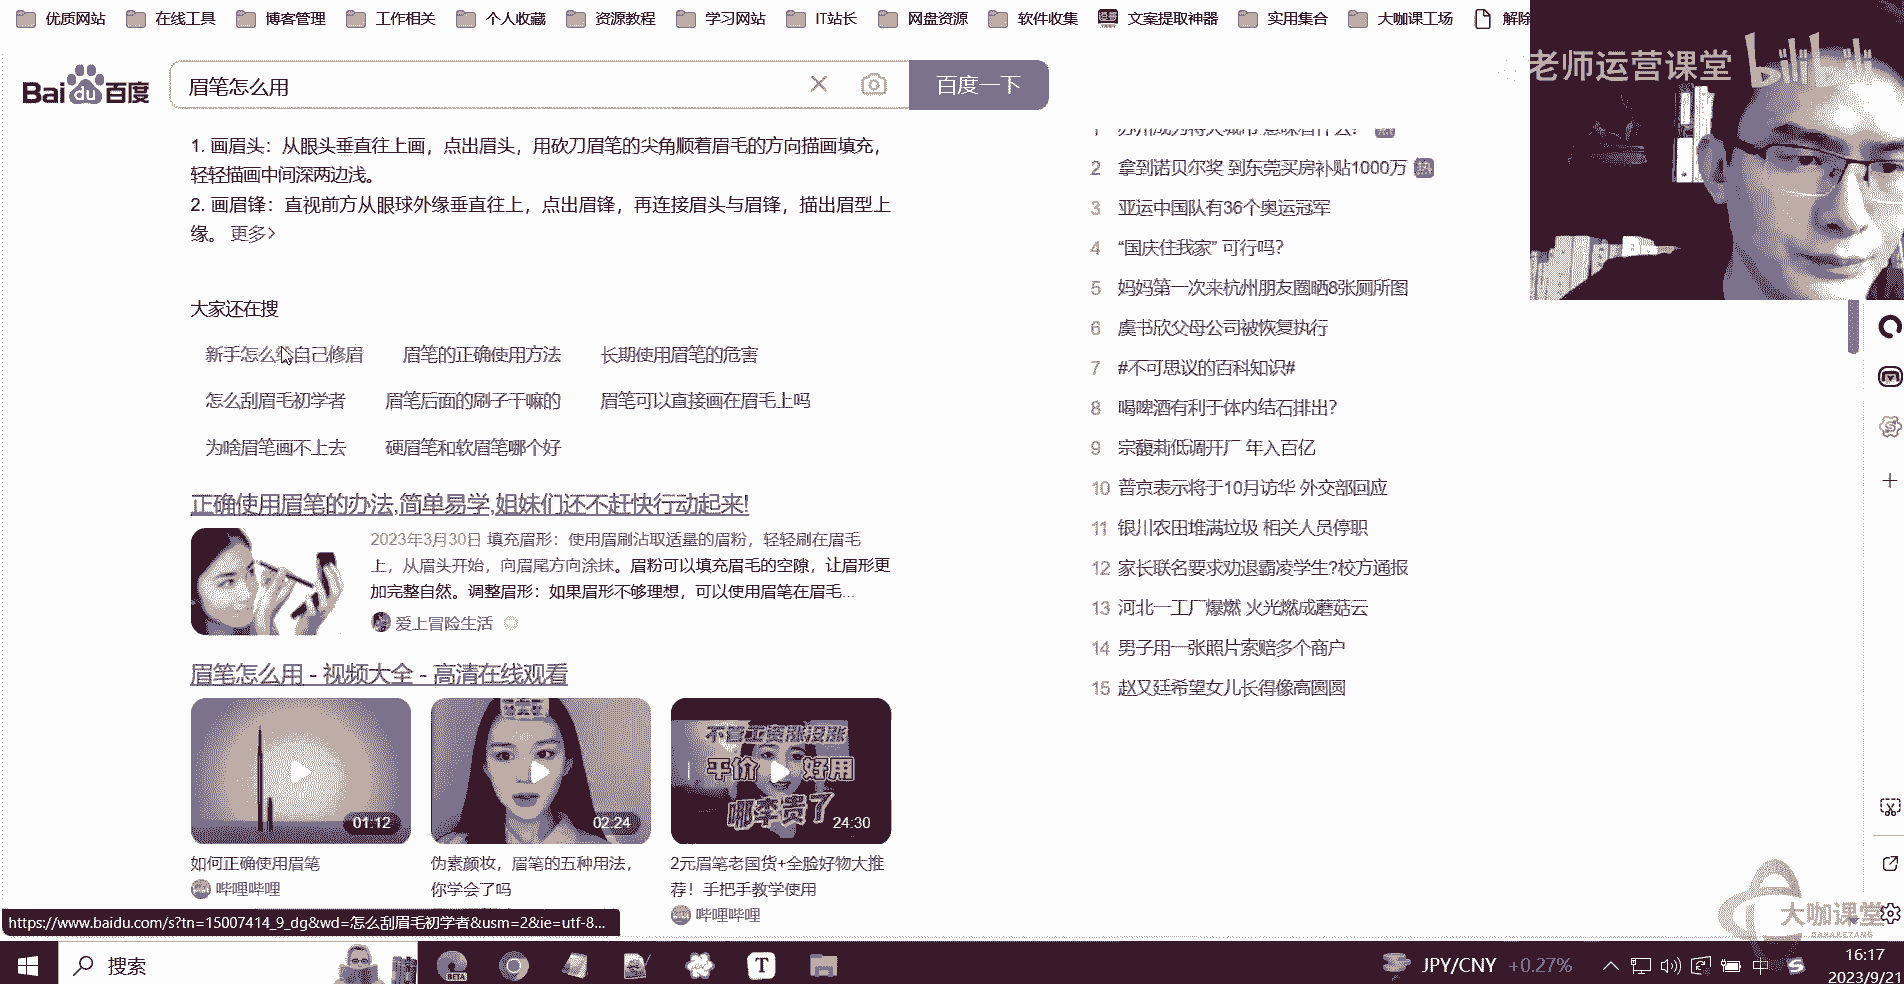 优质网站 在线工具 博客管理 工作相关 个人收藏 资源教程 学习网站 IT站长 网盘资源 软件收集 文案提取神器 实用集合 大咖课工场 解除
老师运营课堂 bilibili
Bai du 百度 眉笔怎么用 百度一下
1. 画眉头：从眼头垂直往上画，点出眉头，用砍刀眉笔的尖角顺着眉毛的方向描画填充，
轻轻描画中间深两边浅。
2. 画眉锋：直视前方从眼球外缘垂直往上，点出眉锋，再连接眉头与眉锋，描出眉型上
缘。 更多>
大家还在搜
新手怎么给自己修眉 眉笔的正确使用方法 长期使用眉笔的危害
怎么刮眉毛初学者 眉笔后面的刷子干嘛的 眉笔可以直接画在眉毛上吗
为啥眉笔画不上去 硬眉笔和软眉笔哪个好
正确使用眉笔的办法,简单易学,姐妹们还不赶快行动起来!
2023年3月30日 填充眉形：使用眉刷沾取适量的眉粉，轻轻刷在眉毛
上，从眉头开始，向眉尾方向涂抹。眉粉可以填充眉毛的空隙，让眉形更
加完整自然。调整眉形：如果眉形不够理想，可以使用眉笔在眉毛...
爱上冒险生活
眉笔怎么用 - 视频大全 - 高清在线观看
01:12
02:24
不管工资涨没涨
平价 好用
哪李贵了
24:30
如何正确使用眉笔
哔哩哔哩
伪素颜妆，眉笔的五种用法，
你学会了吗
2元眉笔老国货+全脸好物大推
荐！手把手教学使用
哔哩哔哩
1 苏州成为特大城市 意味着什么? 热
2 拿到诺贝尔奖 到东莞买房补贴1000万 热
3 亚运中国队有36个奥运冠军
4 “国庆住我家” 可行吗?
5 妈妈第一次来杭州朋友圈晒8张厕所图
6 虞书欣父母公司被恢复执行
7 #不可思议的百科知识#
8 喝啤酒有利于体内结石排出?
9 宗馥莉低调开厂 年入百亿
10 普京表示将于10月访华 外交部回应
11 银川农田堆满垃圾 相关人员停职
12 家长联名要求劝退霸凌学生?校方通报
13 河北一工厂爆燃 火光燃成蘑菇云
14 男子用一张照片索赔多个商户
15 赵又廷希望女儿长得像高圆圆
大咖课堂
DAKAKETANG
https://www.baidu.com/s?tn=15007414_9_dg&wd=怎么刮眉毛初学者&usm=2&ie=utf-8...
搜索 BETA T JPY/CNY +0.27% 中 S 16:17
2023/9/21